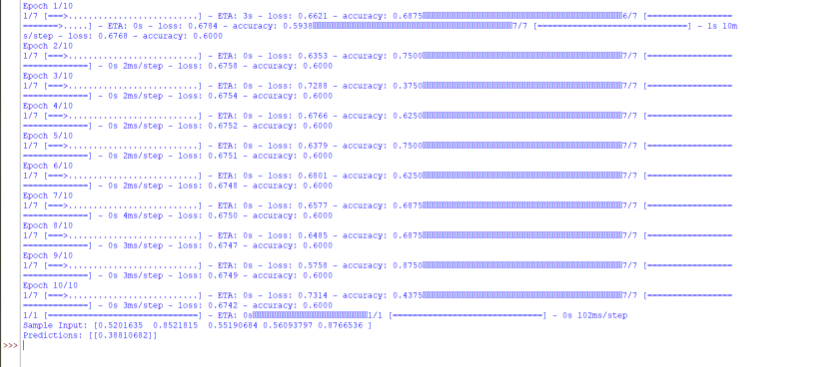 Epoch 1/10
1/7 [===>..........................] - ETA: 3s - loss: 0.6621 - accuracy: 0.6875 6/7 [=================
=======>.....] - ETA: 0s - loss: 0.6784 - accuracy: 0.5938 7/7 [==============================] - 1s 10m
s/step - loss: 0.6768 - accuracy: 0.6000
Epoch 2/10
1/7 [===>..........................] - ETA: 0s - loss: 0.6353 - accuracy: 0.7500 7/7 [=================
=============] - 0s 2ms/step - loss: 0.6758 - accuracy: 0.6000
Epoch 3/10
1/7 [===>..........................] - ETA: 0s - loss: 0.7288 - accuracy: 0.3750 7/7 [=================
=============] - 0s 2ms/step - loss: 0.6754 - accuracy: 0.6000
Epoch 4/10
1/7 [===>..........................] - ETA: 0s - loss: 0.6766 - accuracy: 0.6250 7/7 [=================
=============] - 0s 2ms/step - loss: 0.6752 - accuracy: 0.6000
Epoch 5/10
1/7 [===>..........................] - ETA: 0s - loss: 0.6379 - accuracy: 0.7500 7/7 [=================
=============] - 0s 2ms/step - loss: 0.6751 - accuracy: 0.6000
Epoch 6/10
1/7 [===>..........................] - ETA: 0s - loss: 0.6801 - accuracy: 0.6250 7/7 [=================
=============] - 0s 2ms/step - loss: 0.6748 - accuracy: 0.6000
Epoch 7/10
1/7 [===>..........................] - ETA: 0s - loss: 0.6577 - accuracy: 0.6875 7/7 [=================
=============] - 0s 4ms/step - loss: 0.6750 - accuracy: 0.6000
Epoch 8/10
1/7 [===>..........................] - ETA: 0s - loss: 0.6485 - accuracy: 0.6875 7/7 [=================
=============] - 0s 3ms/step - loss: 0.6747 - accuracy: 0.6000
Epoch 9/10
1/7 [===>..........................] - ETA: 0s - loss: 0.5758 - accuracy: 0.8750 7/7 [=================
=============] - 0s 3ms/step - loss: 0.6749 - accuracy: 0.6000
Epoch 10/10
1/7 [===>..........................] - ETA: 0s - loss: 0.7314 - accuracy: 0.4375 7/7 [=================
=============] - 0s 3ms/step - loss: 0.6742 - accuracy: 0.6000
1/1 [==============================] - ETA: 0s 1/1 [==============================] - 0s 102ms/step
Sample Input: [0.5201635  0.8521815  0.55190684 0.56093797 0.8766536 ]
Predictions: [[0.38810682]]
>>>